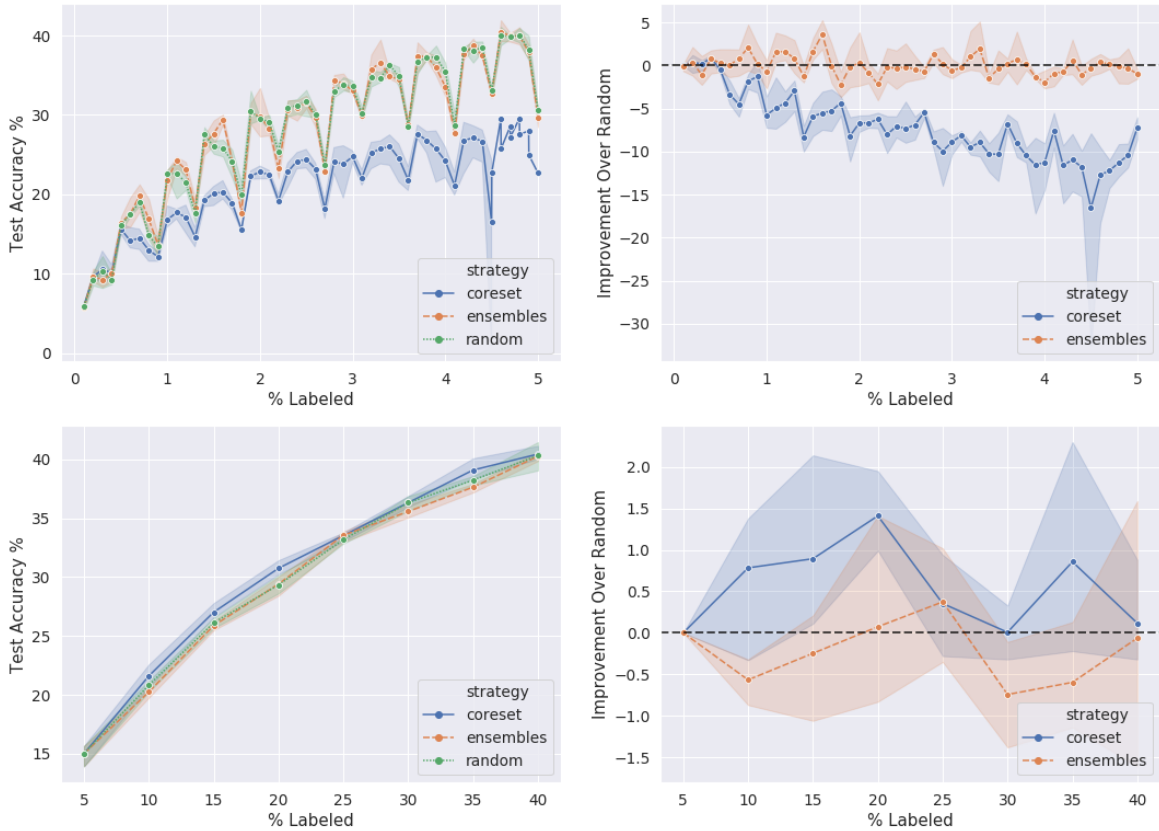 Test Accuracy %
40
30
20
10
0
0 1 2 3 4 5
% Labeled
strategy
coreset
ensembles
random
Improvement Over Random
5
0
−5
−10
−15
−20
−25
−30
0 1 2 3 4 5
% Labeled
strategy
coreset
ensembles
Test Accuracy %
40
35
30
25
20
15
5 10 15 20 25 30 35 40
% Labeled
strategy
coreset
ensembles
random
Improvement Over Random
2.0
1.5
1.0
0.5
0.0
−0.5
−1.0
−1.5
5 10 15 20 25 30 35 40
% Labeled
strategy
coreset
ensembles